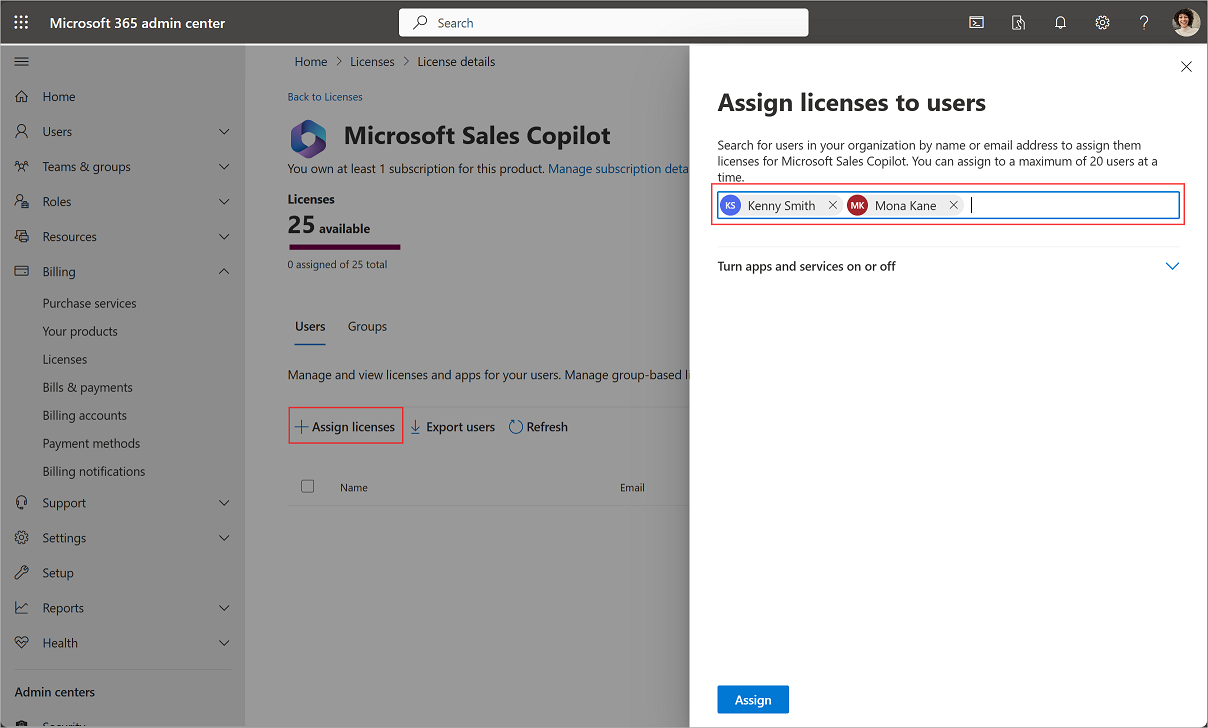 Microsoft 365 admin center
Search
Home
Users
Teams & groups
Roles
Resources
Billing
Purchase services
Your products
Licenses
Bills & payments
Billing accounts
Payment methods
Billing notifications
Support
Settings
Setup
Reports
Health
Admin centers
Security
Home > Licenses > License details
Back to Licenses
Microsoft Sales Copilot
You own at least 1 subscription for this product. Manage subscription deta
Licenses
25 available
0 assigned of 25 total
Users Groups
Manage and view licenses and apps for your users. Manage group-based li
Assign licenses Export users Refresh
Name Email
Assign licenses to users
Search for users in your organization by name or email address to assign them
licenses for Microsoft Sales Copilot. You can assign to a maximum of 20 users at a
time.
KS Kenny Smith MK Mona Kane
Turn apps and services on or off
Assign